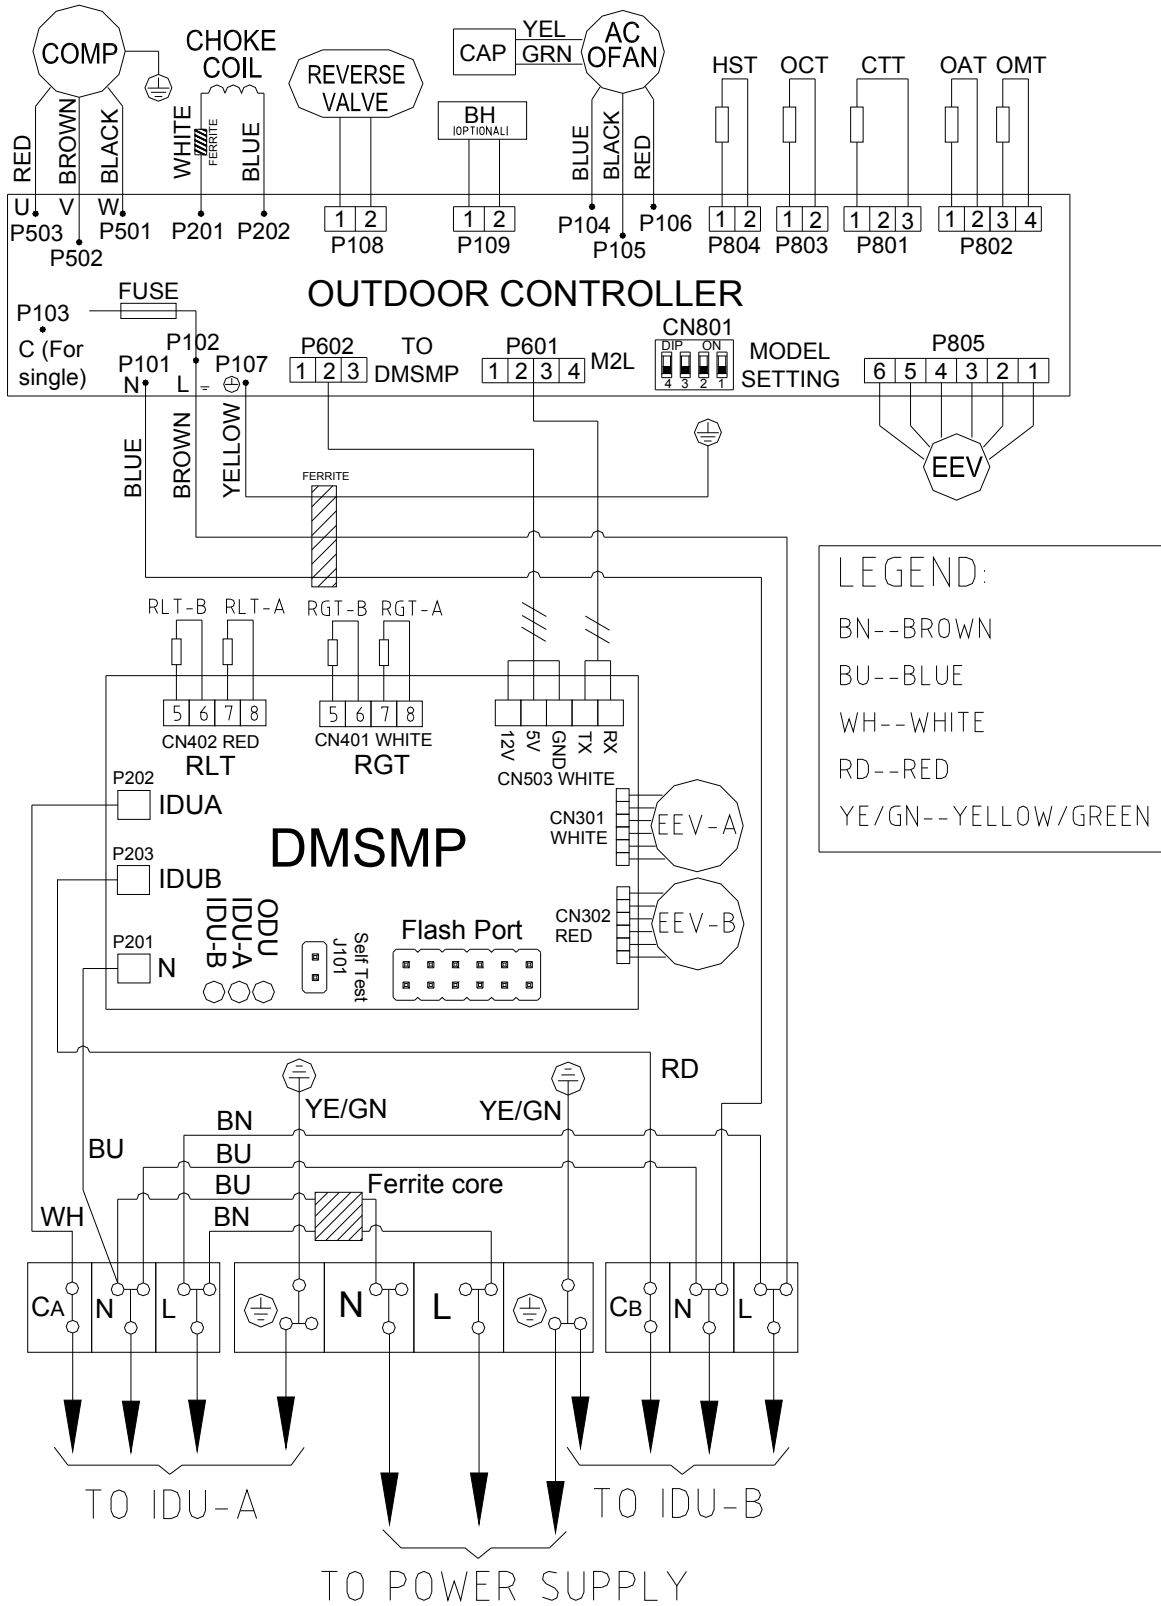 COMP
CHOKE
COIL
REVERSE
VALVE
CAP
YEL
GRN
AC
OFAN
BH
(OPTIONAL)
HST
OCT
CTT
OAT
OMT
RED
BROWN
BLACK
WHITE
FERRITE
BLUE
BLUE
BLACK
RED
U
V
W
P503
P502
P501
P201
P202
1 2
P108
1 2
P109
P104
P105
P106
1 2
P804
1 2
P803
1 2 3
P801
1 2 3 4
P802
FUSE
OUTDOOR CONTROLLER
P103
C (For
single)
P101
N
P102
L
P107
P602
1 2 3
TO
DMSMP
P601
1 2 3 4
M2L
CN801
DIP ON
4 3 2 1
MODEL
SETTING
P805
6 5 4 3 2 1
EEV
BLUE
BROWN
YELLOW
FERRITE
LEGEND:
BN--BROWN
BU--BLUE
WH--WHITE
RD--RED
YE/GN--YELLOW/GREEN
RLT-B
RLT-A
RGT-B
RGT-A
5 6 7 8
CN402 RED
RLT
5 6 7 8
CN401 WHITE
RGT
12V
5V
GND
TX
RX
CN503 WHITE
P202
IDUA
DMSMP
CN301
WHITE
EEV-A
P203
IDUB
CN302
RED
EEV-B
P201
N
IDU-B
IDU-A
ODU
J101
Self Test
Flash Port
RD
YE/GN
YE/GN
BN
BU
BU
BU
Ferrite core
BN
WH
CA
N
L
N
L
CB
N
L
TO IDU-A
TO IDU-B
TO POWER SUPPLY